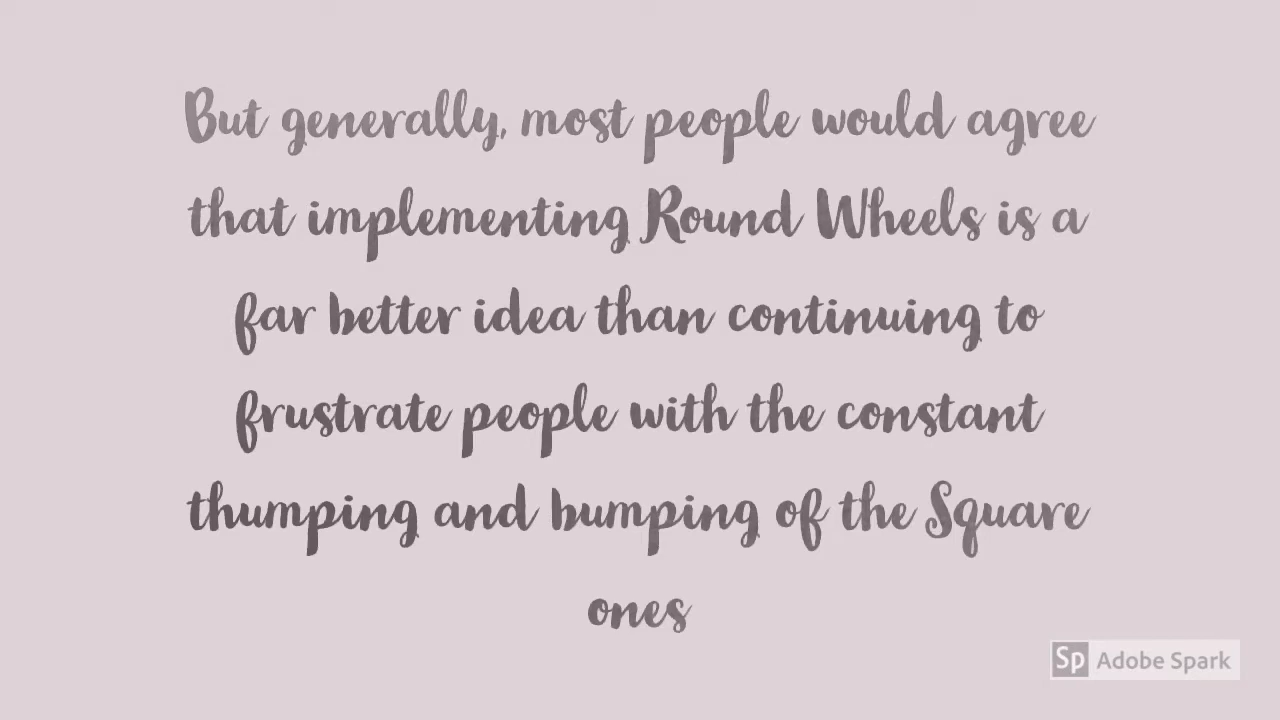 But generally, most people would agree
that implementing Round Wheels is a
far better idea than continuing to
frustrate people with the constant
thumping and bumping of the Square
ones
Sp Adobe Spark